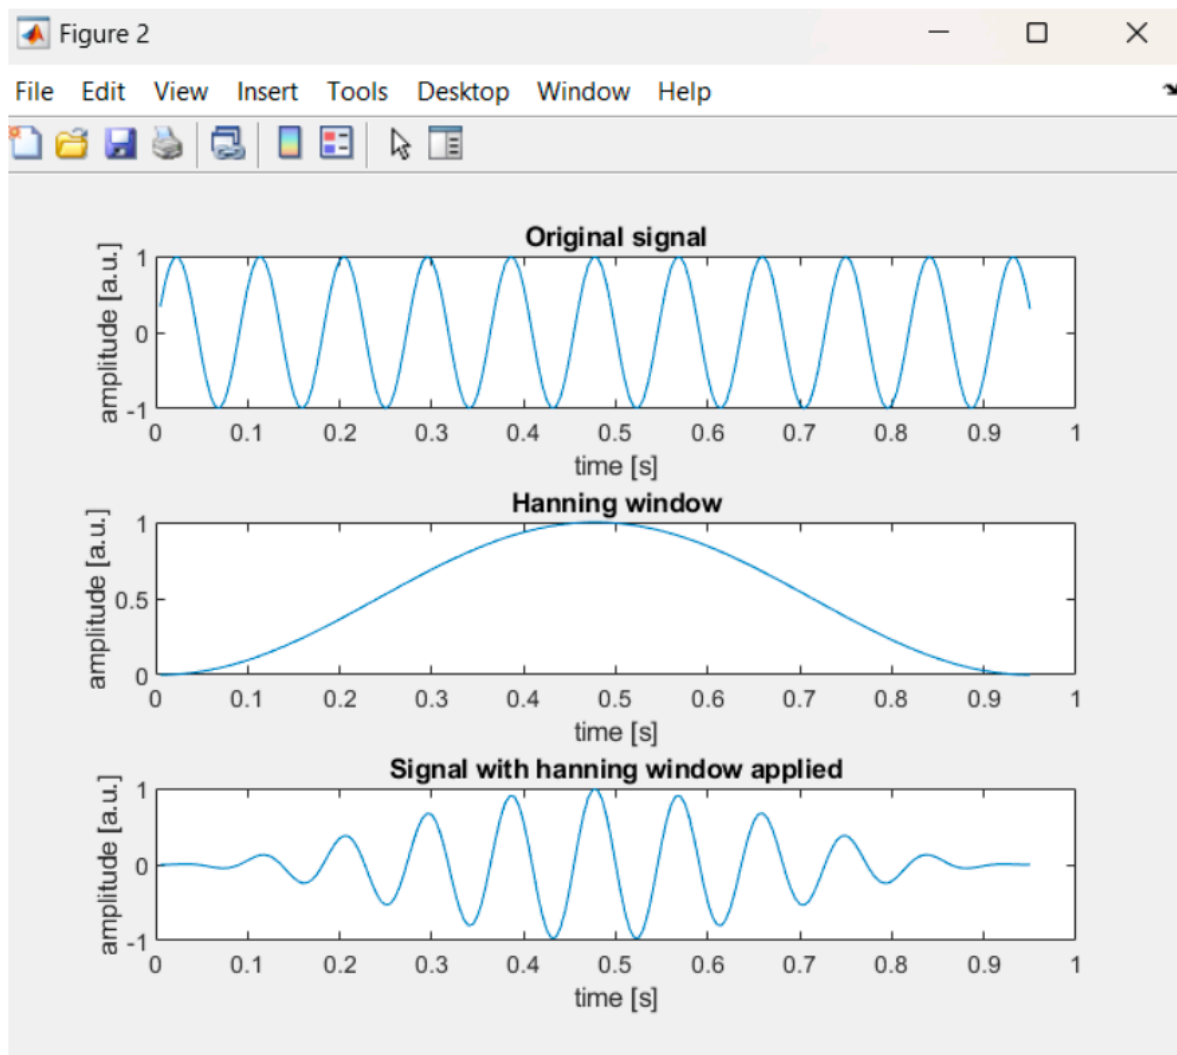 Figure 2
File Edit View Insert Tools Desktop Window Help
Original signal
amplitude [a.u.]
1
0
-1
0 0.1 0.2 0.3 0.4 0.5 0.6 0.7 0.8 0.9 1
time [s]
Hanning window
amplitude [a.u.]
1
0.5
0
0 0.1 0.2 0.3 0.4 0.5 0.6 0.7 0.8 0.9 1
time [s]
Signal with hanning window applied
amplitude [a.u.]
1
0
-1
0 0.1 0.2 0.3 0.4 0.5 0.6 0.7 0.8 0.9 1
time [s]